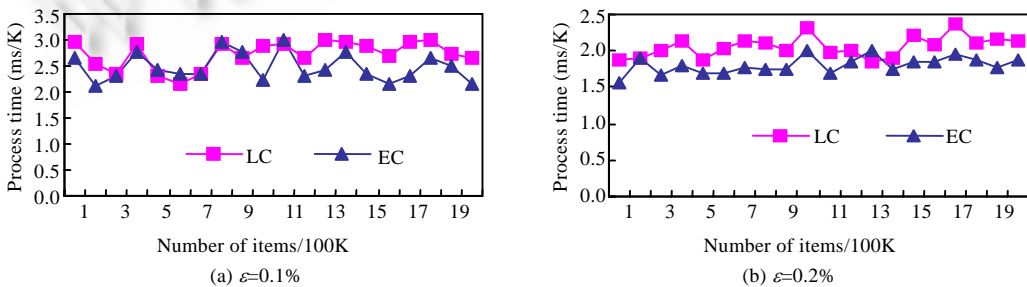 Process time (ms/K)
3.5
3.0
2.5
2.0
1.5
1.0
0.5
0.0
LC
EC
1 3 5 7 9 11 13 15 17 19
Number of items/100K
(a) ε=0.1%
Process time (ms/K)
2.5
2.0
1.5
1.0
0.5
0.0
LC
EC
1 3 5 7 9 11 13 15 17 19
Number of items/100K
(b) ε=0.2%